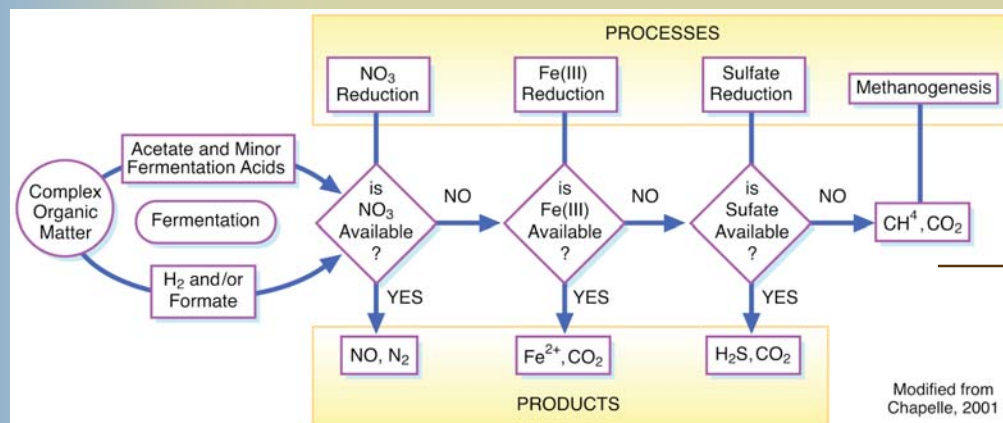 PROCESSES
NO₃
Reduction
Fe(III)
Reduction
Sulfate
Reduction
Methanogenesis
Complex
Organic
Matter
Acetate and Minor
Fermentation Acids
Fermentation
H₂ and/or
Formate
is
NO₃
Available
?
NO
is
Fe(III)
Available
?
NO
is
Sufate
Available
?
NO
CH⁴, CO₂
YES
YES
YES
NO, N₂
Fe²⁺, CO₂
H₂S, CO₂
PRODUCTS
Modified from
Chapelle, 2001